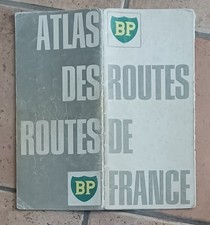 ATLAS
DES
ROUTES
BP
BP
ROUTES
DE
FRANCE